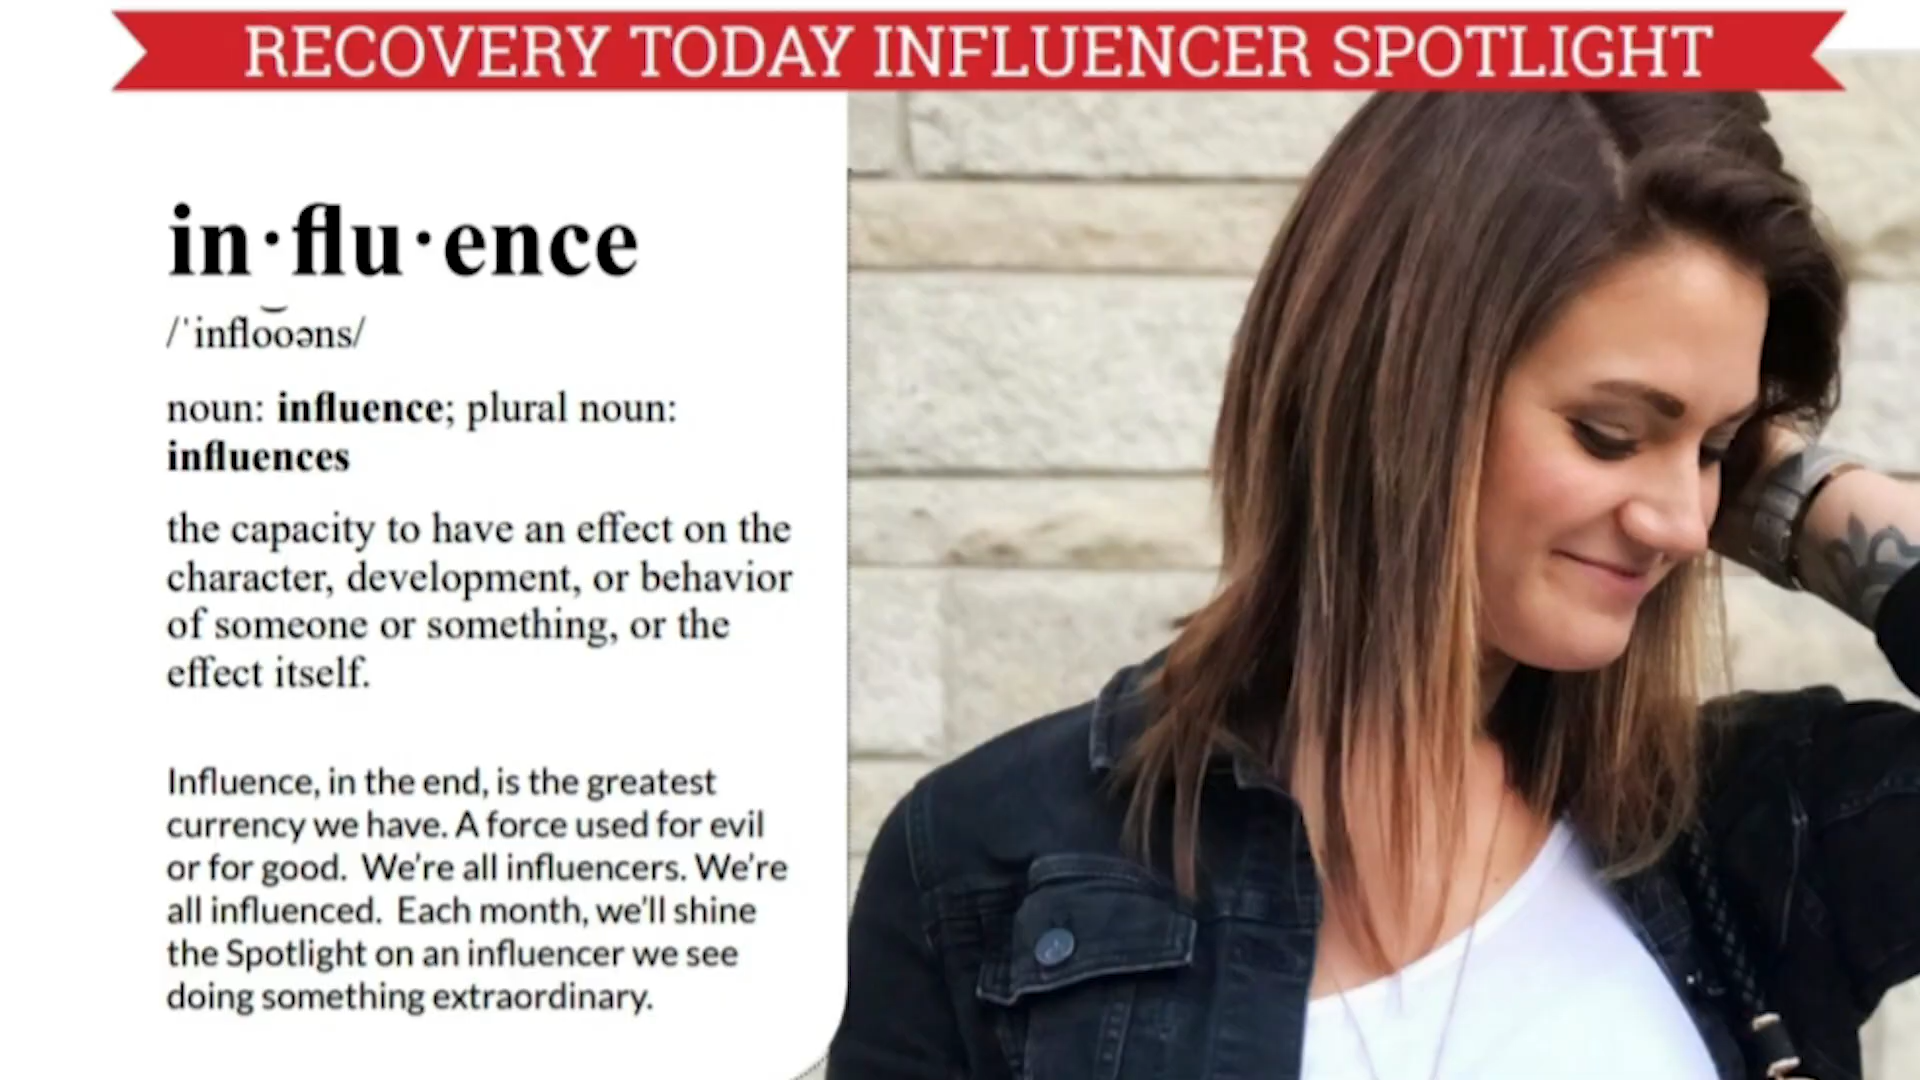 RECOVERY TODAY INFLUENCER SPOTLIGHT
in·flu·ence
/ˈinflo͝oəns/
noun: influence; plural noun:
influences
the capacity to have an effect on the
character, development, or behavior
of someone or something, or the
effect itself.
Influence, in the end, is the greatest
currency we have. A force used for evil
or for good.  We're all influencers. We're
all influenced.  Each month, we'll shine
the Spotlight on an influencer we see
doing something extraordinary.